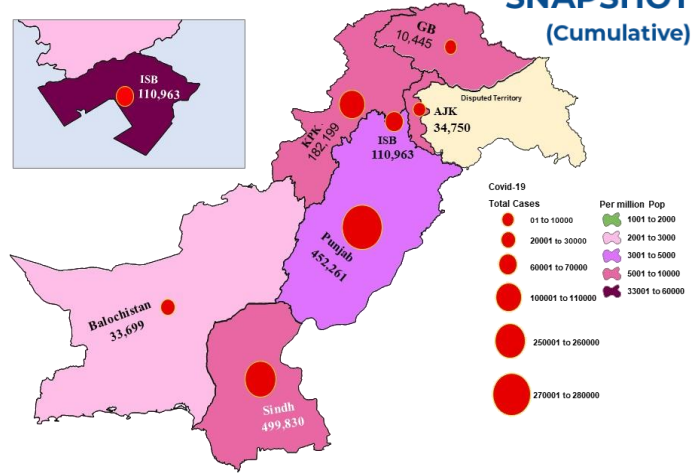 SNAPSHOT
(Cumulative)
ISB
110,963
GB
10,445
Disputed Territory
AJK
34,750
KPK
182,199
ISB
110,963
Punjab
452,261
Balochistan
33,699
Sindh
499,830
Covid-19
Total Cases
01 to 10000
20001 to 30000
60001 to 70000
100001 to 110000
250001 to 260000
270001 to 280000
Per million Pop
1001 to 2000
2001 to 3000
3001 to 5000
5001 to 10000
33001 to 60000